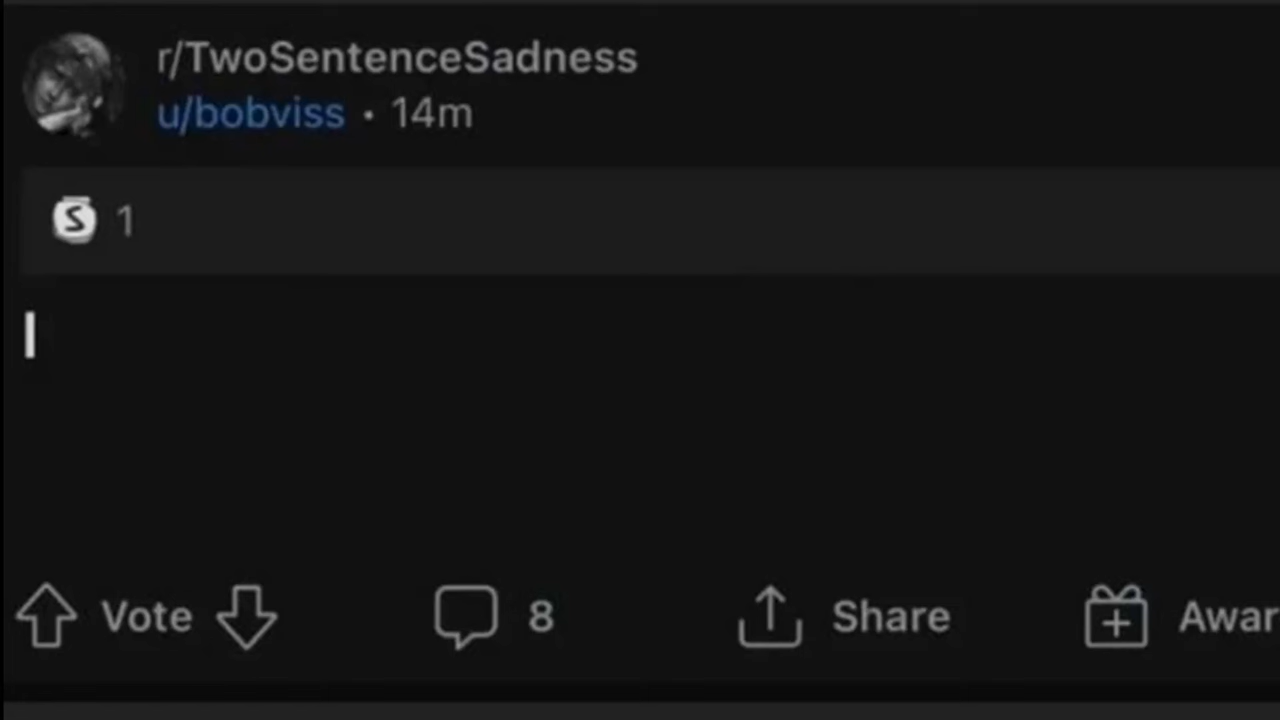 r/TwoSentenceSadness
u/bobviss • 14m
S 1
I
Vote 8 Share Awar